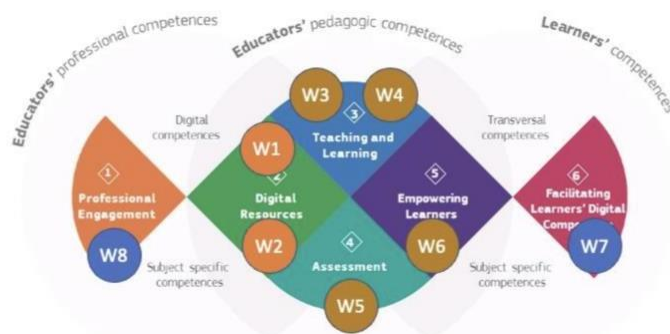 Educators' professional competences
Educators' pedagogic competences
Learners' competences
Digital
competences
Transversal
competences
W3
W4
3
Teaching and
Learning
W1
1
Professional
Engagement
W8
2
Digital
Resources
W2
5
Empowering
Learners
W6
6
Facilitating
Learners' Digital
W7
4
Assessment
W5
Subject specific
competences
Subject specific
competences